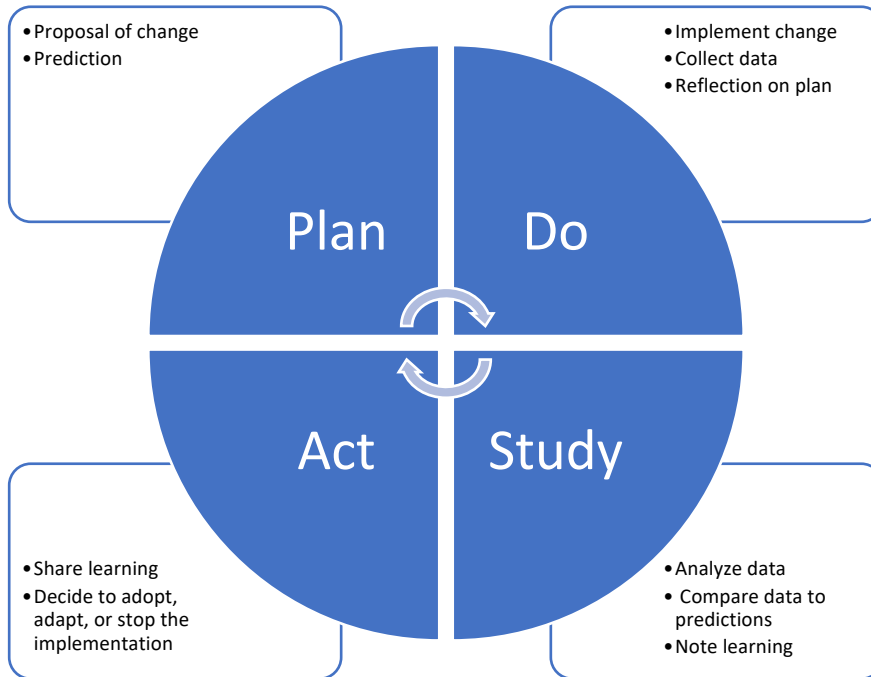 •Proposal of change
•Prediction
•Implement change
•Collect data
•Reflection on plan
Plan
Do
Act
Study
•Share learning
•Decide to adopt,
adapt, or stop the
implementation
•Analyze data
• Compare data to
predictions
•Note learning